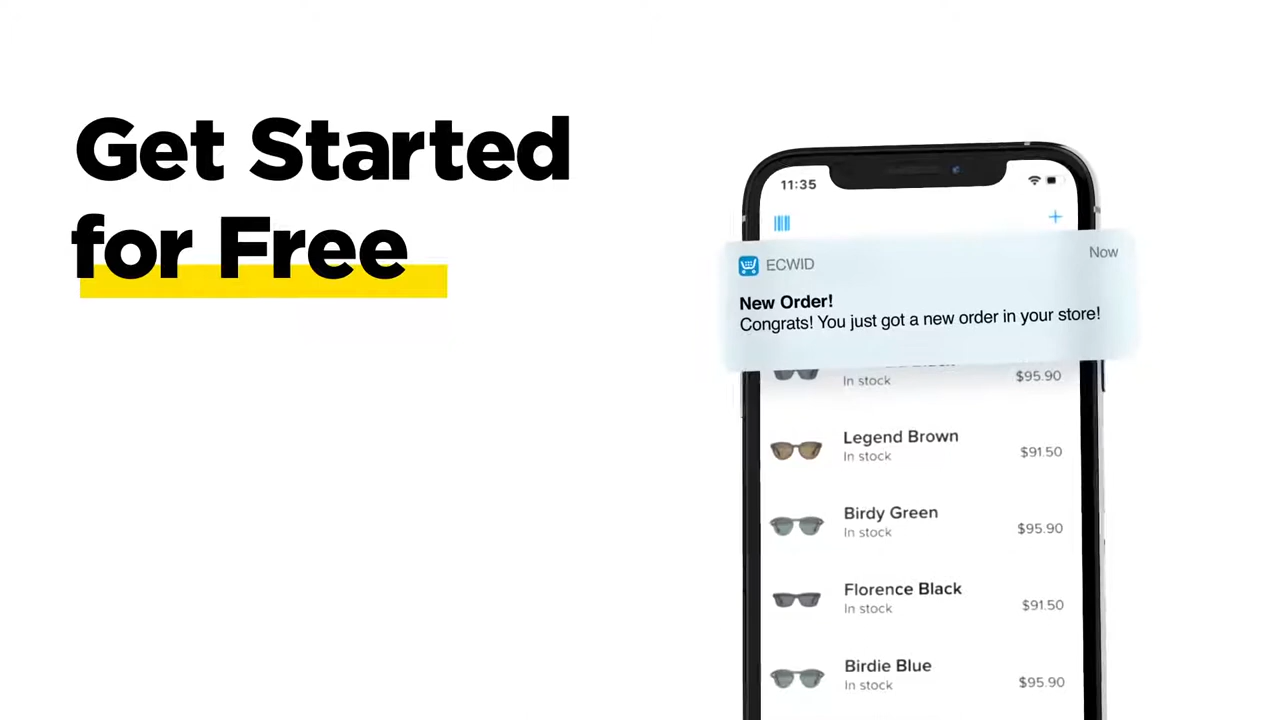 Get Started
for Free
11:35
ECWID
Now
New Order!
Congrats! You just got a new order in your store!
In stock
$95.90
Legend Brown
In stock
$91.50
Birdy Green
In stock
$95.90
Florence Black
In stock
$91.50
Birdie Blue
In stock
$95.90